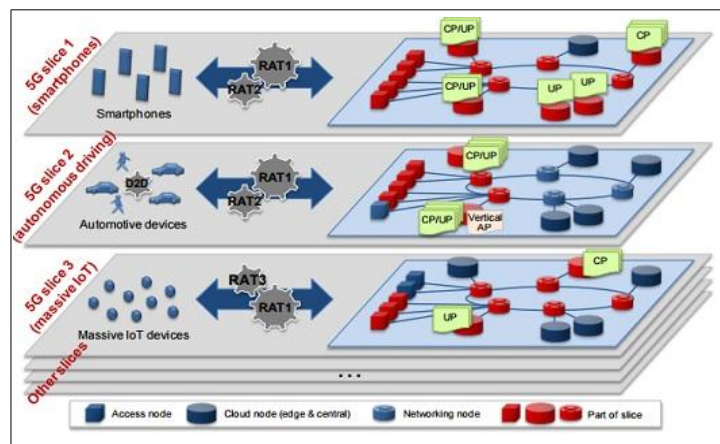 5G slice 1
(smartphones)
Smartphones
RAT1
RAT2
CP/UP
CP
CP/UP
UP
UP
5G slice 2
(autonomous driving)
D2D
Automotive devices
RAT1
RAT2
CP/UP
CP/UP
Vertical
AP
5G slice 3
(massive IoT)
Massive IoT devices
RAT3
RAT1
CP
UP
Other slices
...
Access node
Cloud node (edge & central)
Networking node
Part of slice